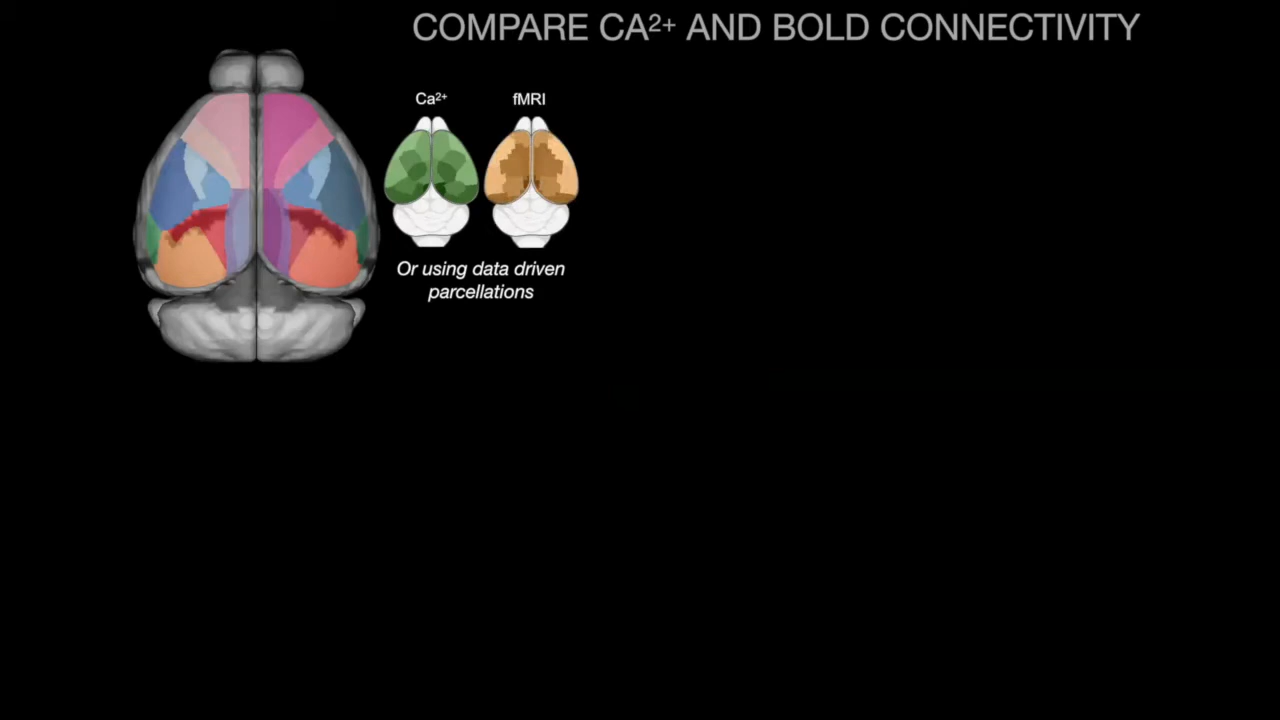 COMPARE CA²⁺ AND BOLD CONNECTIVITY
Ca²⁺ fMRI
Or using data driven
parcellations